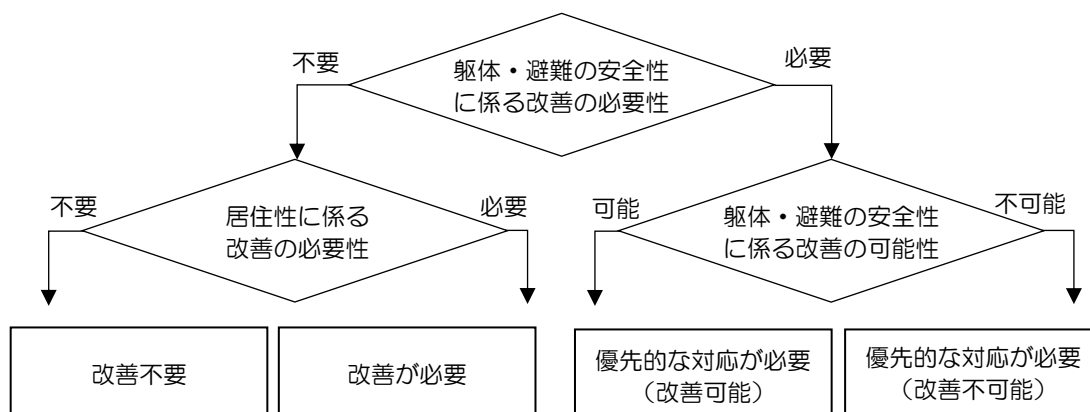 不要
必要
躯体・避難の安全性
に係る改善の必要性
不要
居住性に係る
改善の必要性
必要
可能
躯体・避難の安全性
に係る改善の可能性
不可能
改善不要
改善が必要
優先的な対応が必要
（改善可能）
優先的な対応が必要
（改善不可能）